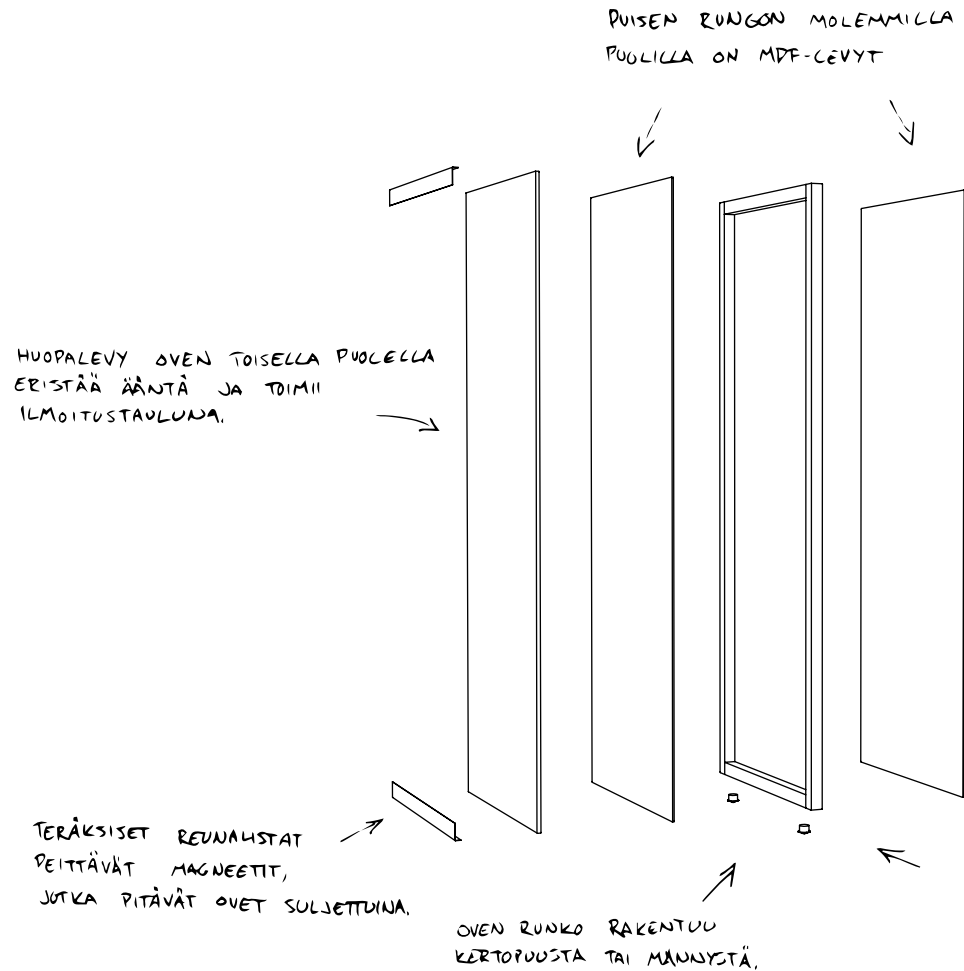 PUISEN RUNGON MOLEMMILLA
PUOLILLA ON MDF-LEVYT
HUOPALEVY OVEN TOISELLA PUOLELLA
ERISTÄÄ ÄÄNTÄ JA TOIMII
ILMOITUSTAULUNA.
TERÄKSISET REUNALISTAT
PEITTÄVÄT MAGNEETIT,
JOTKA PITÄVÄT OVET SULJETTUINA.
OVEN RUNKO RAKENTUU
KERTOPUUSTA TAI MÄNNYSTÄ.